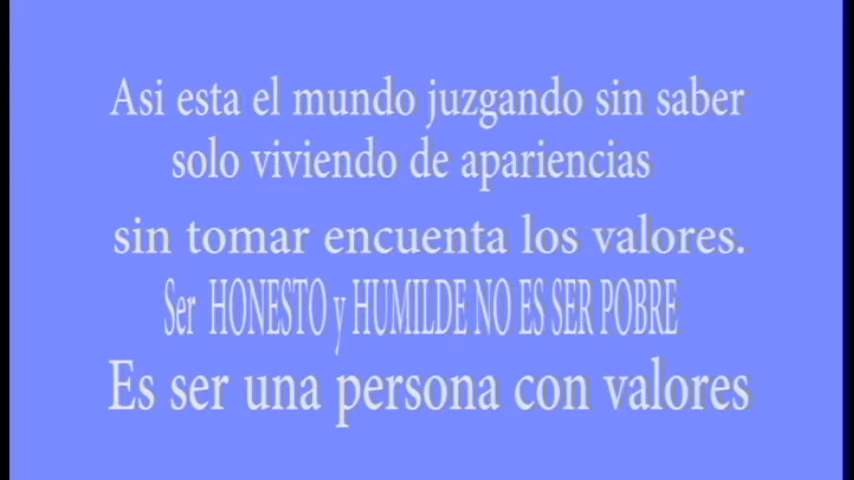 Asi esta el mundo juzgando sin saber
solo viviendo de apariencias
sin tomar encuenta los valores.
Ser HONESTO y HUMILDE NO ES SER POBRE
Es ser una persona con valores